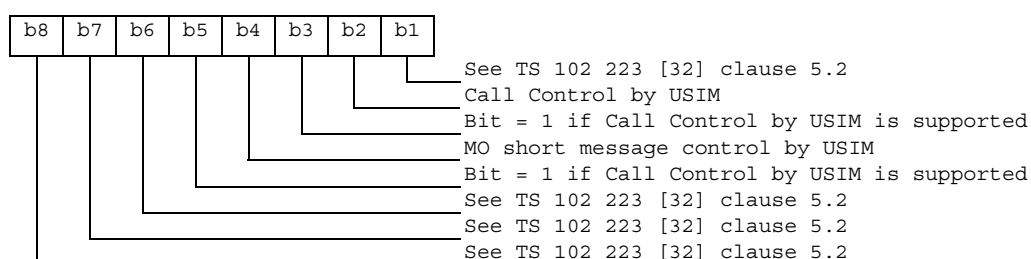 b8 b7 b6 b5 b4 b3 b2 b1
See TS 102 223 [32] clause 5.2
Call Control by USIM
Bit = 1 if Call Control by USIM is supported
MO short message control by USIM
Bit = 1 if Call Control by USIM is supported
See TS 102 223 [32] clause 5.2
See TS 102 223 [32] clause 5.2
See TS 102 223 [32] clause 5.2